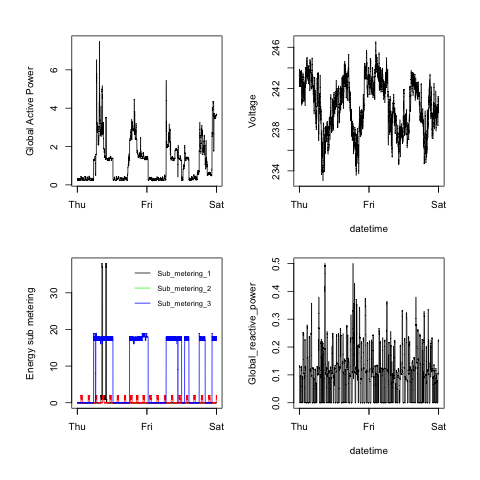 Global Active Power
0 2 4 6
Thu Fri Sat
Voltage
234 238 242 246
Thu Fri Sat
datetime
Energy sub metering
0 10 30
Sub_metering_1
Sub_metering_2
Sub_metering_3
Thu Fri Sat
Global_reactive_power
0.0 0.1 0.2 0.3 0.4 0.5
Thu Fri Sat
datetime